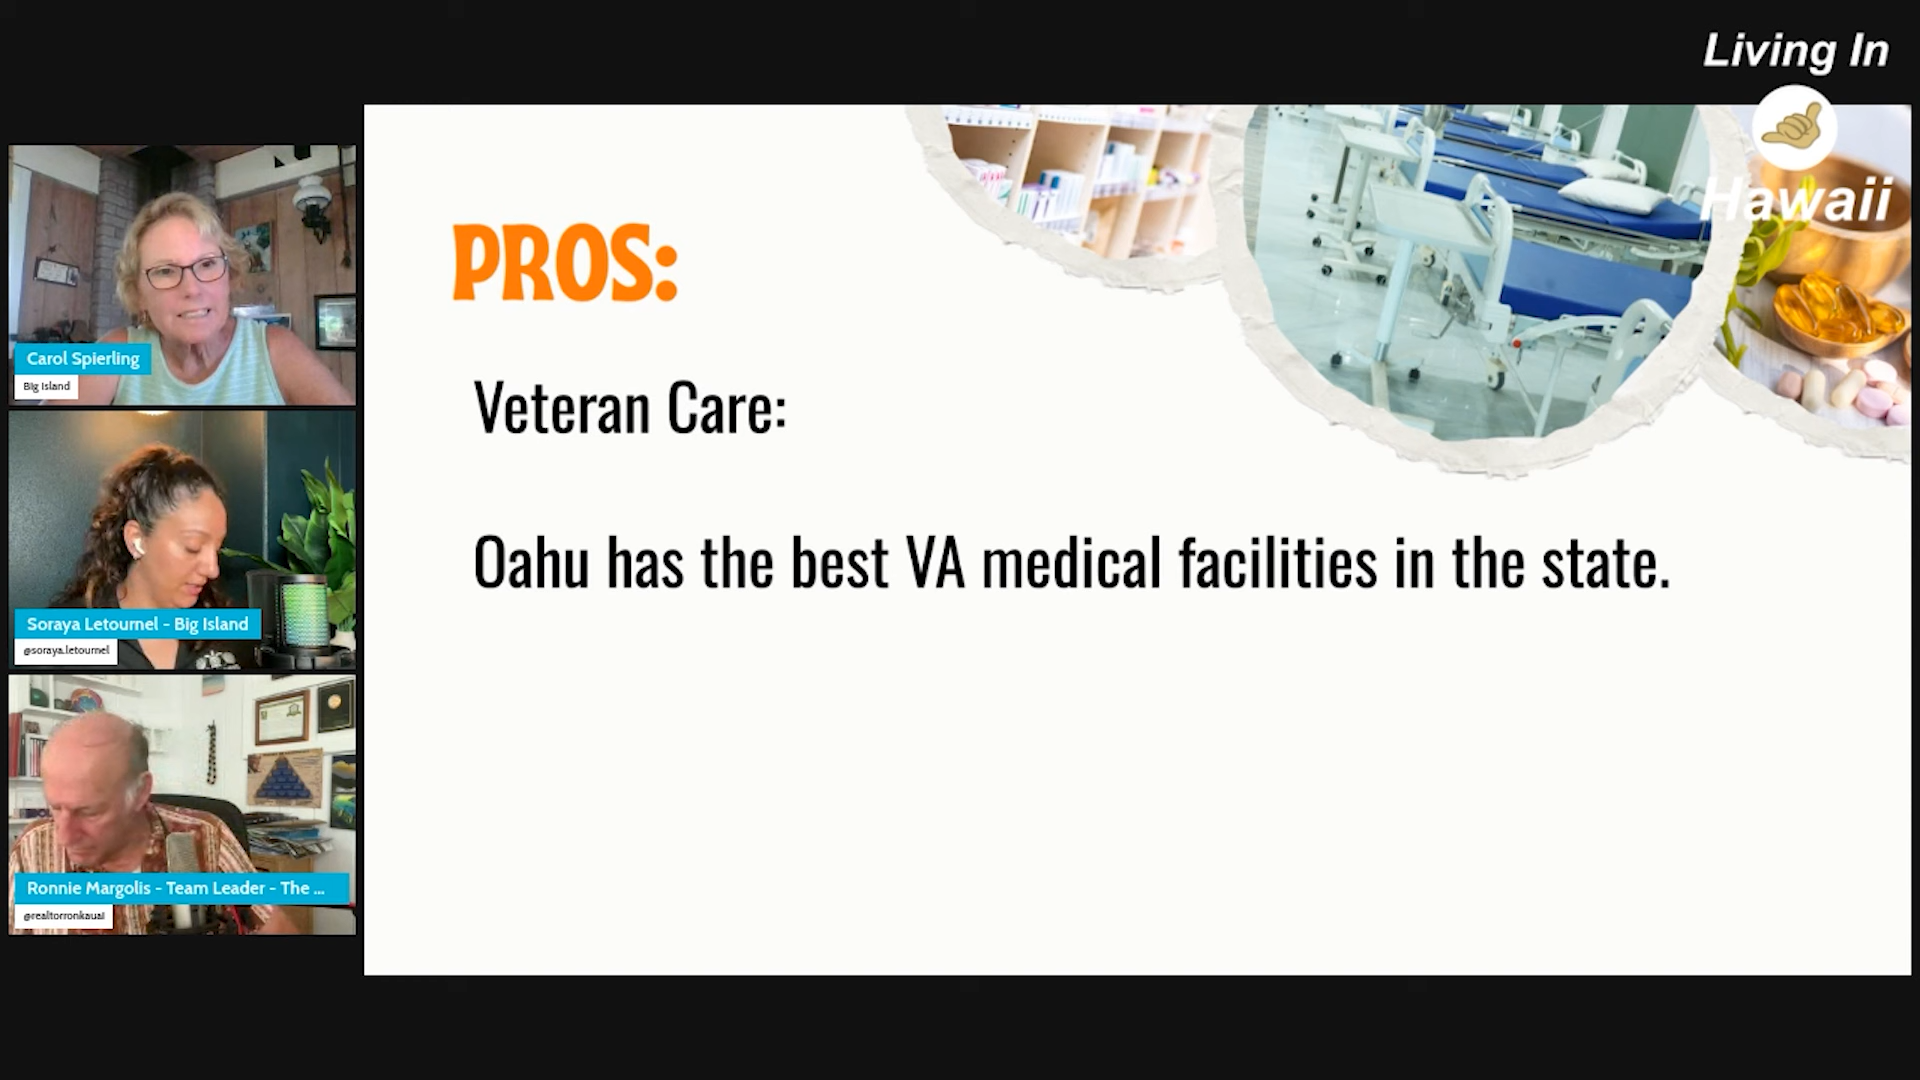 Living In
Hawaii
PROS:
Veteran Care:
Oahu has the best VA medical facilities in the state.
Carol Spierling
Big Island
Soraya Letournel - Big Island
@soraya.letournel
Ronnie Margolis - Team Leader - The ...
@realtorronkauai